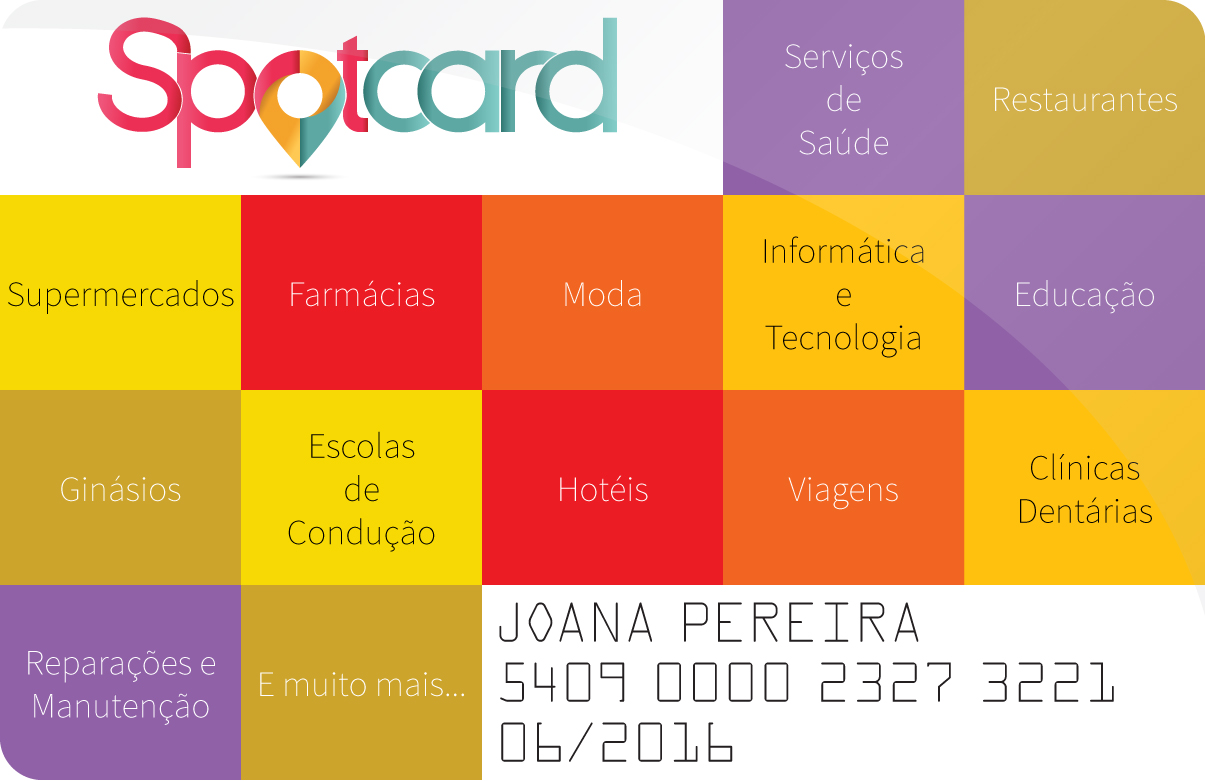 Spotcard
Serviços
de
Saúde
Restaurantes
Supermercados
Farmácias
Moda
Informática
e
Tecnologia
Educação
Ginásios
Escolas
de
Condução
Hotéis
Viagens
Clínicas
Dentárias
Reparações e
Manutenção
E muito mais...
JOANA PEREIRA
5409 0000 2327 3221
06/2016